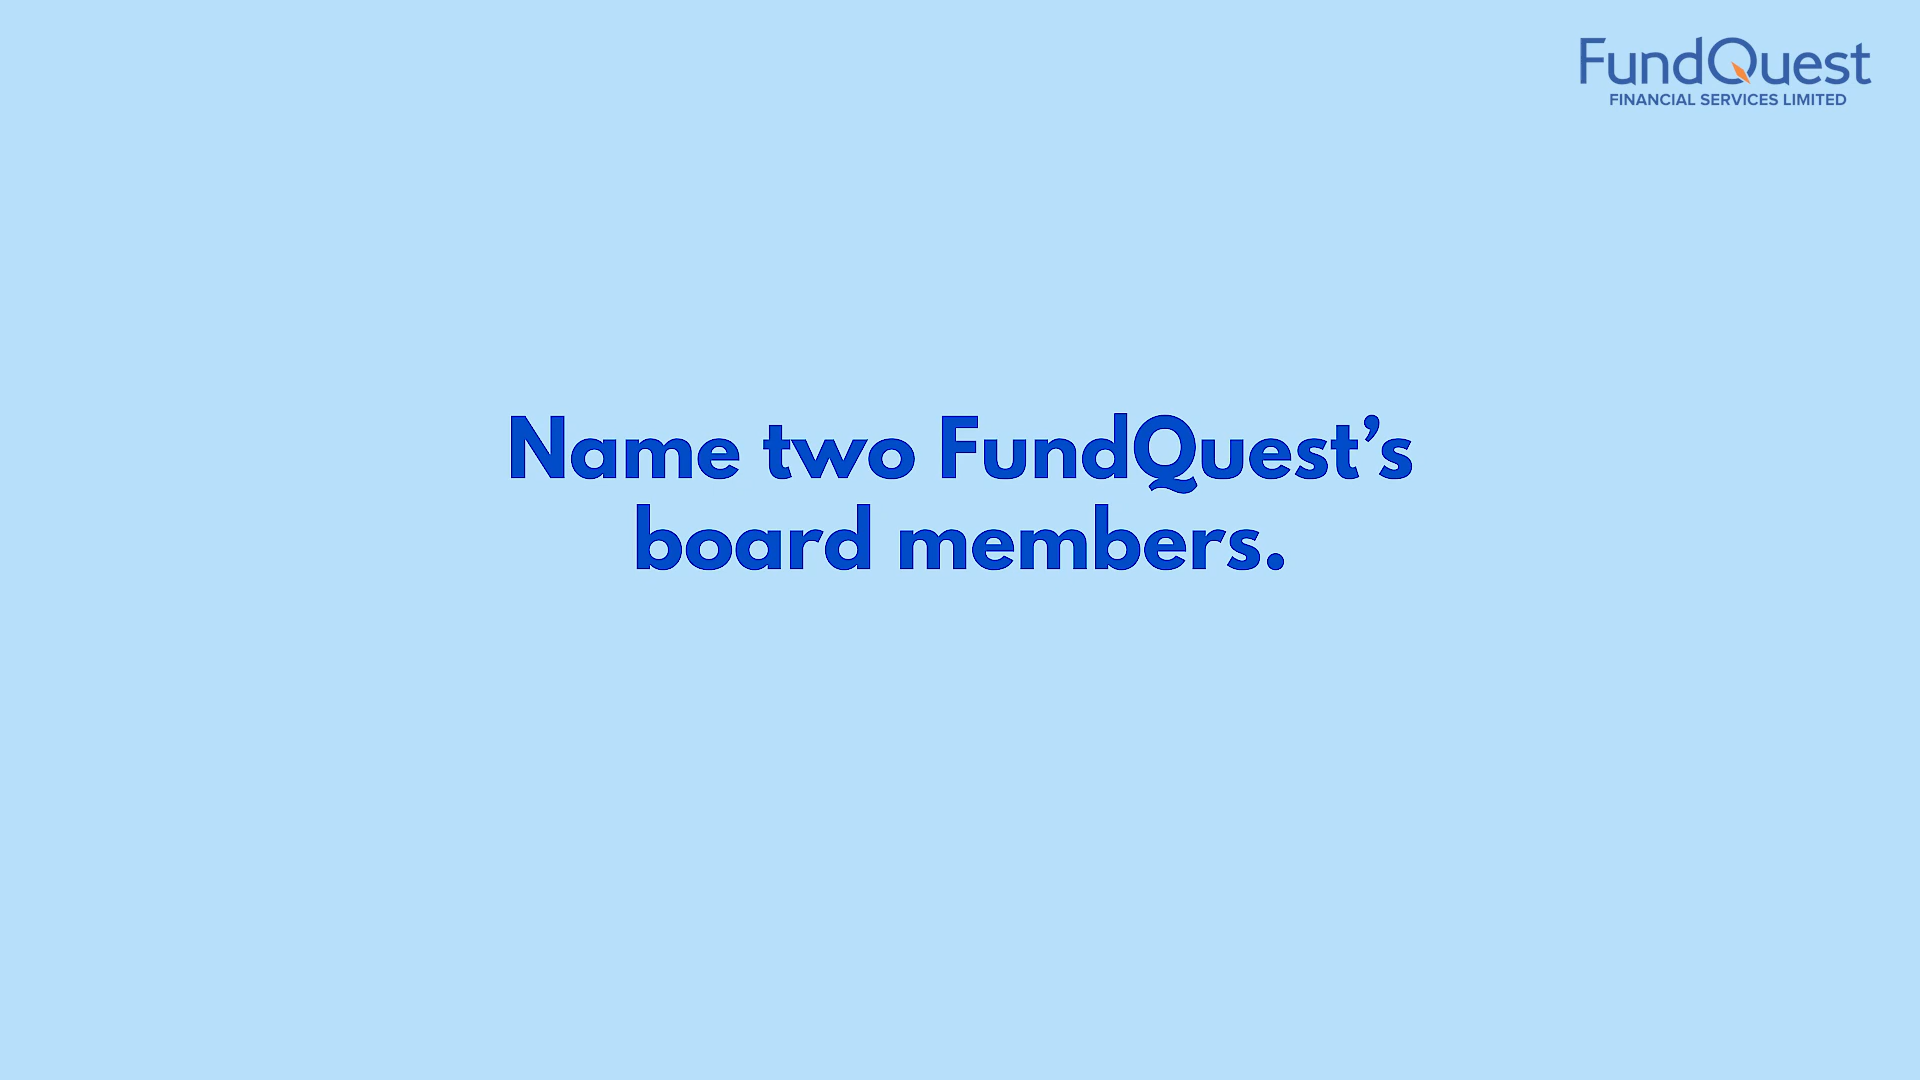 FundQuest
FINANCIAL SERVICES LIMITED
Name two FundQuest’s
board members.